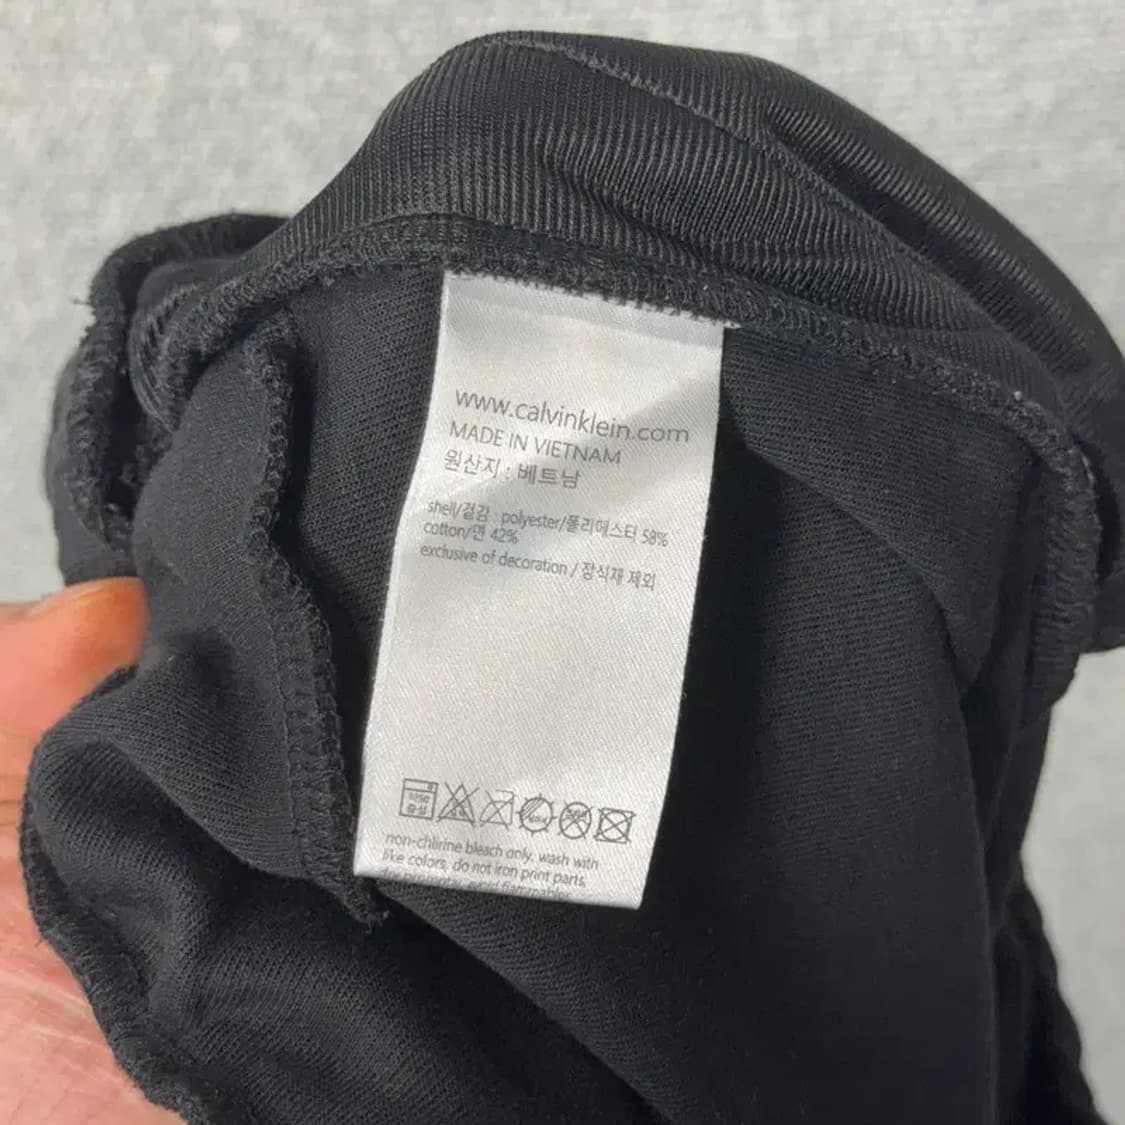 www.calvinklein.com
MADE IN VIETNAM
원산지 : 베트남
shell/겉감 : polyester/폴리에스터 58%
cotton/면 42%
exclusive of decoration / 장식재 제외
non-chlirine bleach only, wash with
like colors, do not iron print parts,